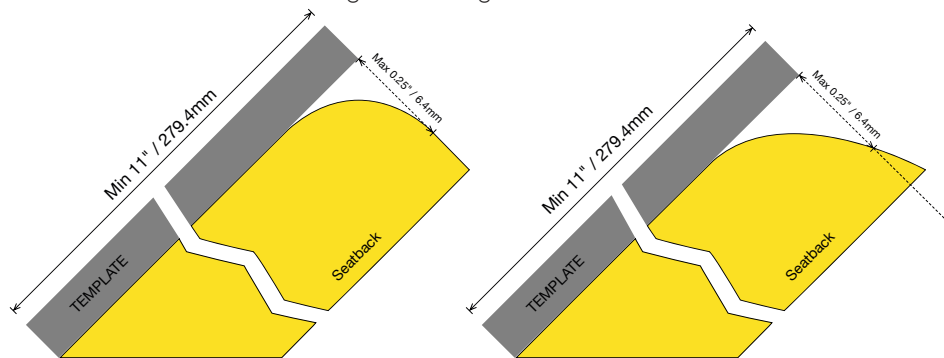 Min 11" / 279.4mm
Max 0.25" / 6.4mm
TEMPLATE
Seatback
Min 11" / 279.4mm
Max 0.25" / 6.4mm
TEMPLATE
Seatback